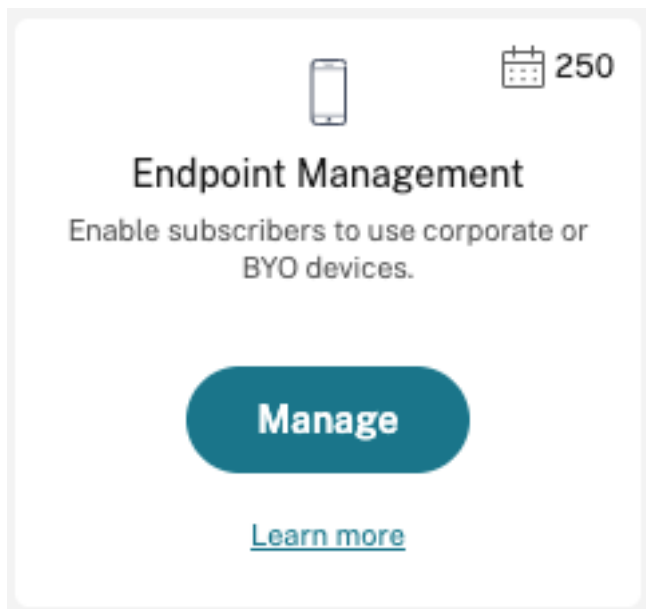 250
Endpoint Management
Enable subscribers to use corporate or
BYO devices.
Manage
Learn more